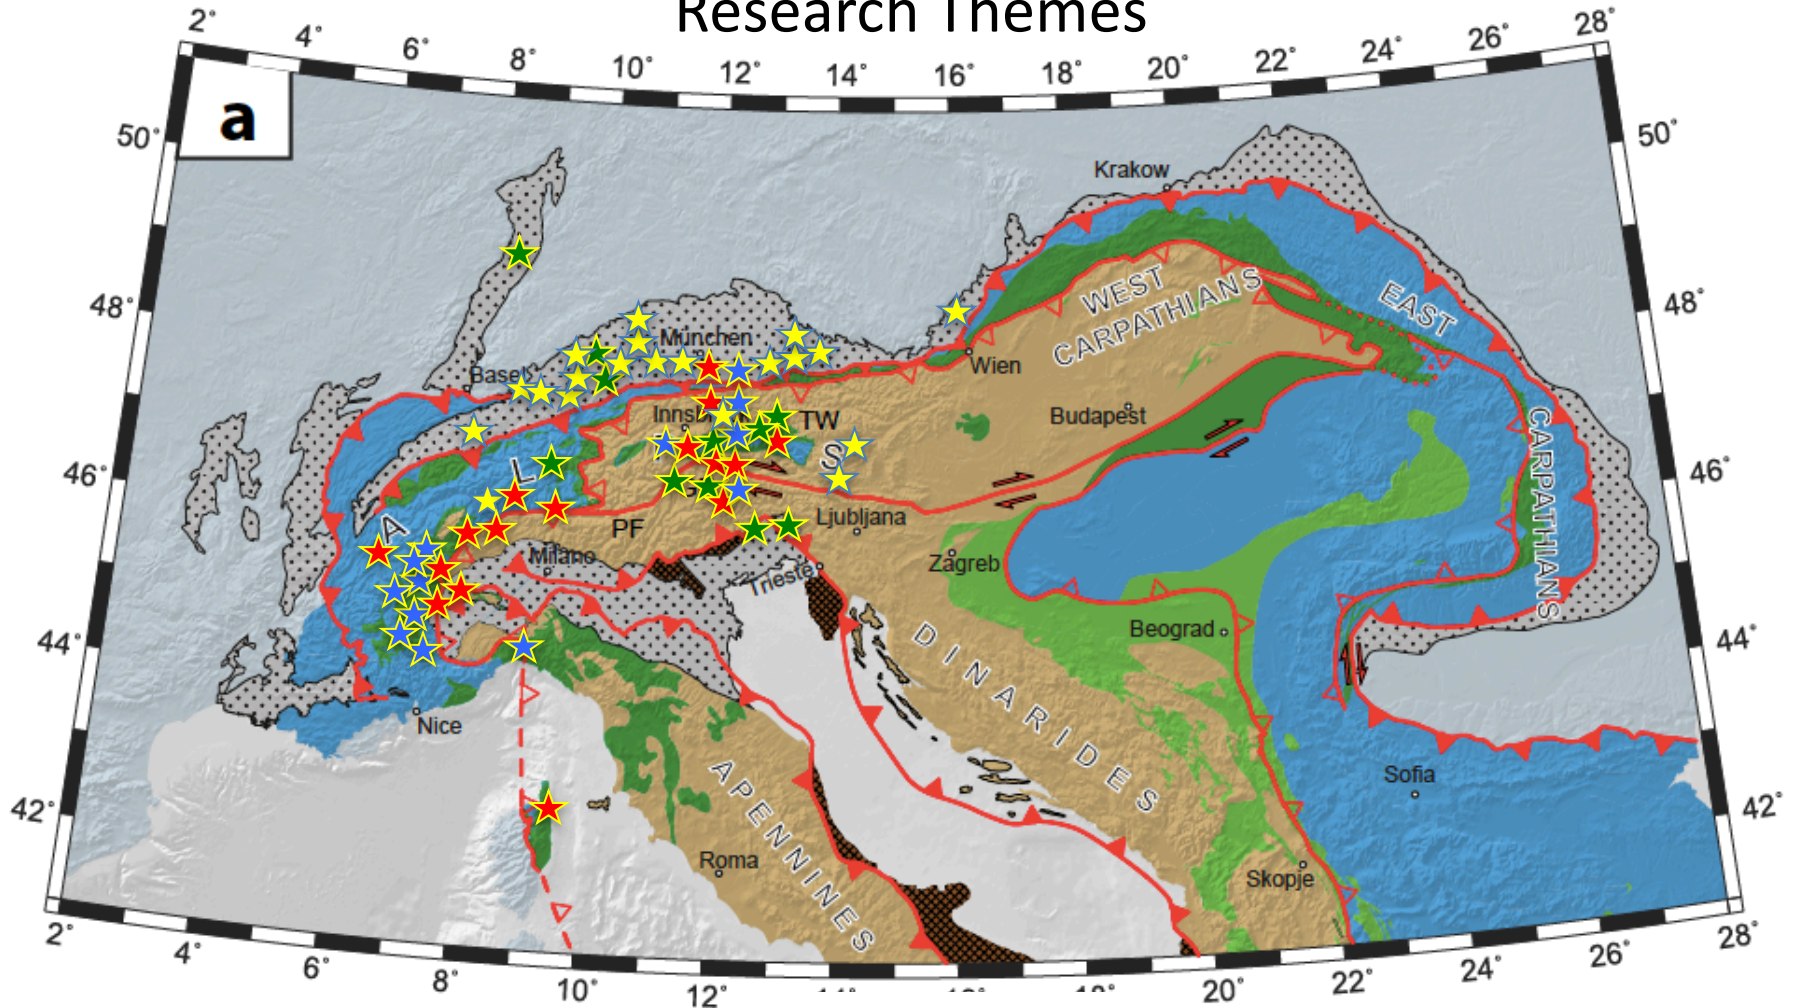 Research Themes
2° 4° 6° 8° 10° 12° 14° 16° 18° 20° 22° 24° 26° 28°
a
50° 50°
Krakow
48° 48°
WEST
CARPATHIANS
EAST
CARPATHIANS
München
Basel
Wien
Budapest
TW
S
46° 46°
L
A
PF
Ljubljana
Milano
Trieste
Zagreb
Beograd
44° 44°
DINARIDES
Nice
Sofia
APENNINES
42° 42°
Roma
Skopje
2° 4° 6° 8° 10° 12° 20° 22° 24° 26° 28°